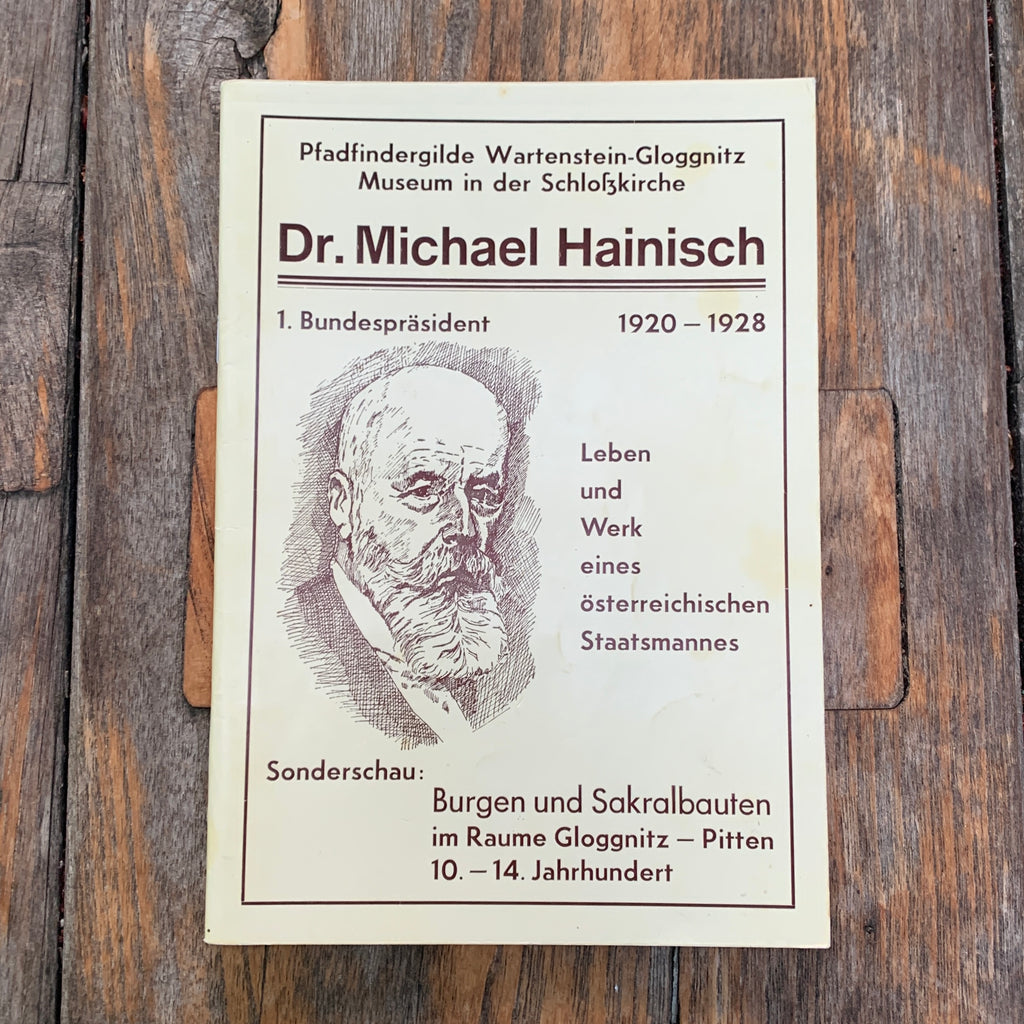 Pfadfindergilde Wartenstein-Gloggnitz
Museum in der Schloßkirche
Dr. Michael Hainisch
1. Bundespräsident 1920 – 1928
Leben
und
Werk
eines
österreichischen
Staatsmannes
Sonderschau:
Burgen und Sakralbauten
im Raume Gloggnitz – Pitten
10. – 14. Jahrhundert